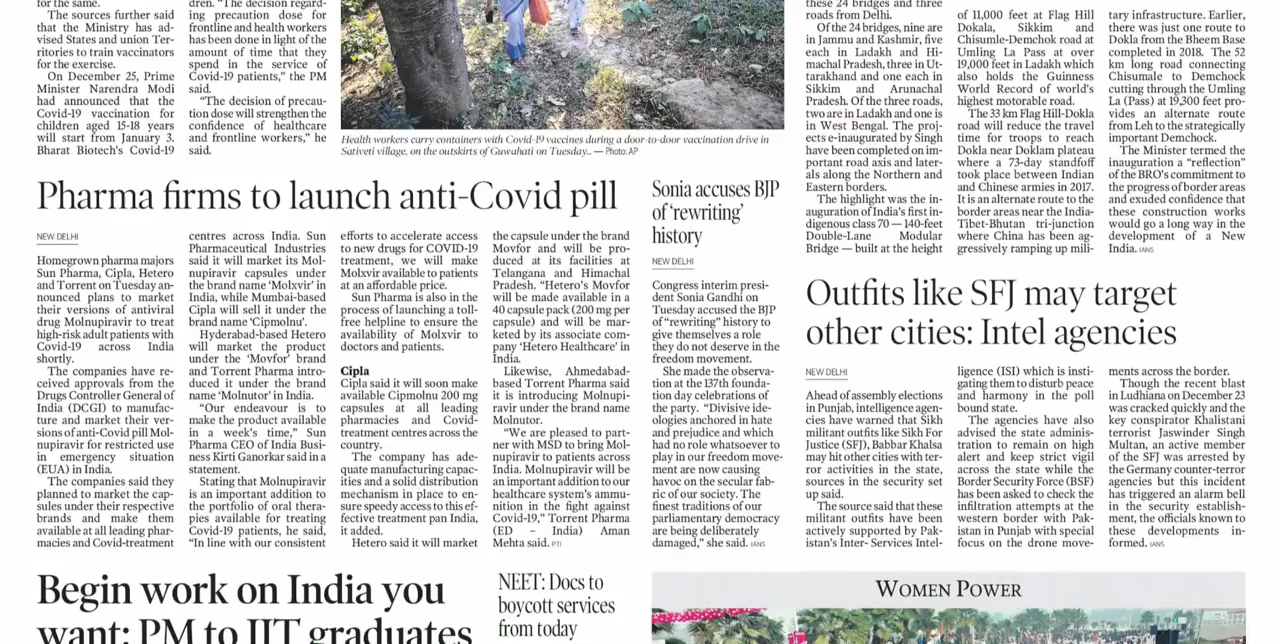 for the same.
The sources further said
that the Ministry has ad-
vised States and union Ter-
ritories to train vaccinators
for the exercise.
On December 25, Prime
Minister Narendra Modi
had announced that the
Covid-19 vaccination for
children aged 15-18 years
will start from January 3.
Bharat Biotech's Covid-19
dren. "The decision regard-
ing precaution dose for
frontline and health workers
has been done in light of the
amount of time that they
spend in the service of
Covid-19 patients," the PM
said.
"The decision of precau-
tion dose will strengthen the
confidence of healthcare
and frontline workers," he
said.
Health workers carry containers with Covid-19 vaccines during a door-to-door vaccination drive in
Sativeti village, on the outskirts of Guwahati on Tuesday.. — Photo: AP
Pharma firms to launch anti-Covid pill
NEW DELHI
Homegrown pharma majors
Sun Pharma, Cipla, Hetero
and Torrent on Tuesday an-
nounced plans to market
their versions of antiviral
drug Molnupiravir to treat
high-risk adult patients with
Covid-19 across India
shortly.
The companies have re-
ceived approvals from the
Drugs Controller General of
India (DCGI) to manufac-
ture and market their ver-
sions of anti-Covid pill Mol-
nupiravir for restricted use
in emergency situation
(EUA) in India.
The companies said they
planned to market the cap-
sules under their respective
brands and make them
available at all leading phar-
macies and Covid-treatment
centres across India. Sun
Pharmaceutical Industries
said it will market its Mol-
nupiravir capsules under
the brand name 'Molxvir' in
India, while Mumbai-based
Cipla will sell it under the
brand name 'Cipmolnu'.
Hyderabad-based Hetero
will market the product
under the 'Movfor' brand
and Torrent Pharma intro-
duced it under the brand
name 'Molnutor' in India.
"Our endeavour is to
make the product available
in a week's time," Sun
Pharma CEO of India Busi-
ness Kirti Ganorkar said in a
statement.
Stating that Molnupiravir
is an important addition to
the portfolio of oral thera-
pies available for treating
Covid-19 patients, he said,
"In line with our consistent
efforts to accelerate access
to new drugs for COVID-19
treatment, we will make
Molxvir available to patients
at an affordable price.
Sun Pharma is also in the
process of launching a toll-
free helpline to ensure the
availability of Molxvir to
doctors and patients.
Cipla
Cipla said it will soon make
available Cipmolnu 200 mg
capsules at all leading
pharmacies and Covid-
treatment centres across the
country.
The company has ade-
quate manufacturing capac-
ities and a solid distribution
mechanism in place to en-
sure speedy access to this ef-
fective treatment pan India,
it added.
Hetero said it will market
the capsule under the brand
Movfor and will be pro-
duced at its facilities at
Telangana and Himachal
Pradesh. "Hetero's Movfor
will be made available in a
40 capsule pack (200 mg per
capsule) and will be mar-
keted by its associate com-
pany 'Hetero Healthcare' in
India.
Likewise, Ahmedabad-
based Torrent Pharma said
it is introducing Molnupi-
ravir under the brand name
Molnutor.
"We are pleased to part-
ner with MSD to bring Mol-
nupiravir to patients across
India. Molnupiravir will be
an important addition to our
healthcare system's ammu-
nition in the fight against
Covid-19," Torrent Pharma
(ED – India) Aman
Mehta said. PTI
Sonia accuses BJP
of 'rewriting'
history
NEW DELHI
Congress interim presi-
dent Sonia Gandhi on
Tuesday accused the BJP
of "rewriting" history to
give themselves a role
they do not deserve in the
freedom movement.
She made the observa-
tion at the 137th founda-
tion day celebrations of
the party. "Divisive ide-
ologies anchored in hate
and prejudice and which
had no role whatsoever to
play in our freedom move-
ment are now causing
havoc on the secular fab-
ric of our society. The
finest traditions of our
parliamentary democracy
are being deliberately
damaged," she said. IANS
these 24 bridges and three
roads from Delhi.
Of the 24 bridges, nine are
in Jammu and Kashmir, five
each in Ladakh and Hi-
machal Pradesh, three in Ut-
tarakhand and one each in
Sikkim and Arunachal
Pradesh. Of the three roads,
two are in Ladakh and one is
in West Bengal. The proj-
ects e-inaugurated by Singh
have been completed on im-
portant road axis and later-
als along the Northern and
Eastern borders.
The highlight was the in-
auguration of India's first in-
digenous class 70 — 140-feet
Double-Lane Modular
Bridge — built at the height
of 11,000 feet at Flag Hill
Dokala, Sikkim and
Chisumle-Demchok road at
Umling La Pass at over
19,000 feet in Ladakh which
also holds the Guinness
World Record of world's
highest motorable road.
The 33 km Flag Hill-Dokla
road will reduce the travel
time for troops to reach
Dokla near Doklam plateau
where a 73-day standoff
took place between Indian
and Chinese armies in 2017.
It is an alternate route to the
border areas near the India-
Tibet-Bhutan tri-junction
where China has been ag-
gressively ramping up mili-
tary infrastructure. Earlier,
there was just one route to
Dokla from the Bheem Base
completed in 2018. The 52
km long road connecting
Chisumale to Demchock
cutting through the Umling
La (Pass) at 19,300 feet pro-
vides an alternate route
from Leh to the strategically
important Demchock.
The Minister termed the
inauguration a "reflection"
of the BRO's commitment to
the progress of border areas
and exuded confidence that
these construction works
would go a long way in the
development of a New
India. IANS
Outfits like SFJ may target
other cities: Intel agencies
NEW DELHI
Ahead of assembly elections
in Punjab, intelligence agen-
cies have warned that Sikh
militant outfits like Sikh For
Justice (SFJ), Babbar Khalsa
may hit other cities with ter-
ror activities in the state,
sources in the security set
up said.
The source said that these
militant outfits have been
actively supported by Pak-
istan's Inter- Services Intel-
ligence (ISI) which is insti-
gating them to disturb peace
and harmony in the poll
bound state.
The agencies have also
advised the state adminis-
tration to remain on high
alert and keep strict vigil
across the state while the
Border Security Force (BSF)
has been asked to check the
infiltration attempts at the
western border with Pak-
istan in Punjab with special
focus on the drone move-
ments across the border.
Though the recent blast
in Ludhiana on December 23
was cracked quickly and the
key conspirator Khalistani
terrorist Jaswinder Singh
Multan, an active member
of the SFJ was arrested by
the Germany counter-terror
agencies but this incident
has triggered an alarm bell
in the security establish-
ment, the officials known to
these developments in-
formed. IANS
Begin work on India you
want: PM to IIT graduates
NEET: Docs to
boycott services
from today
WOMEN POWER